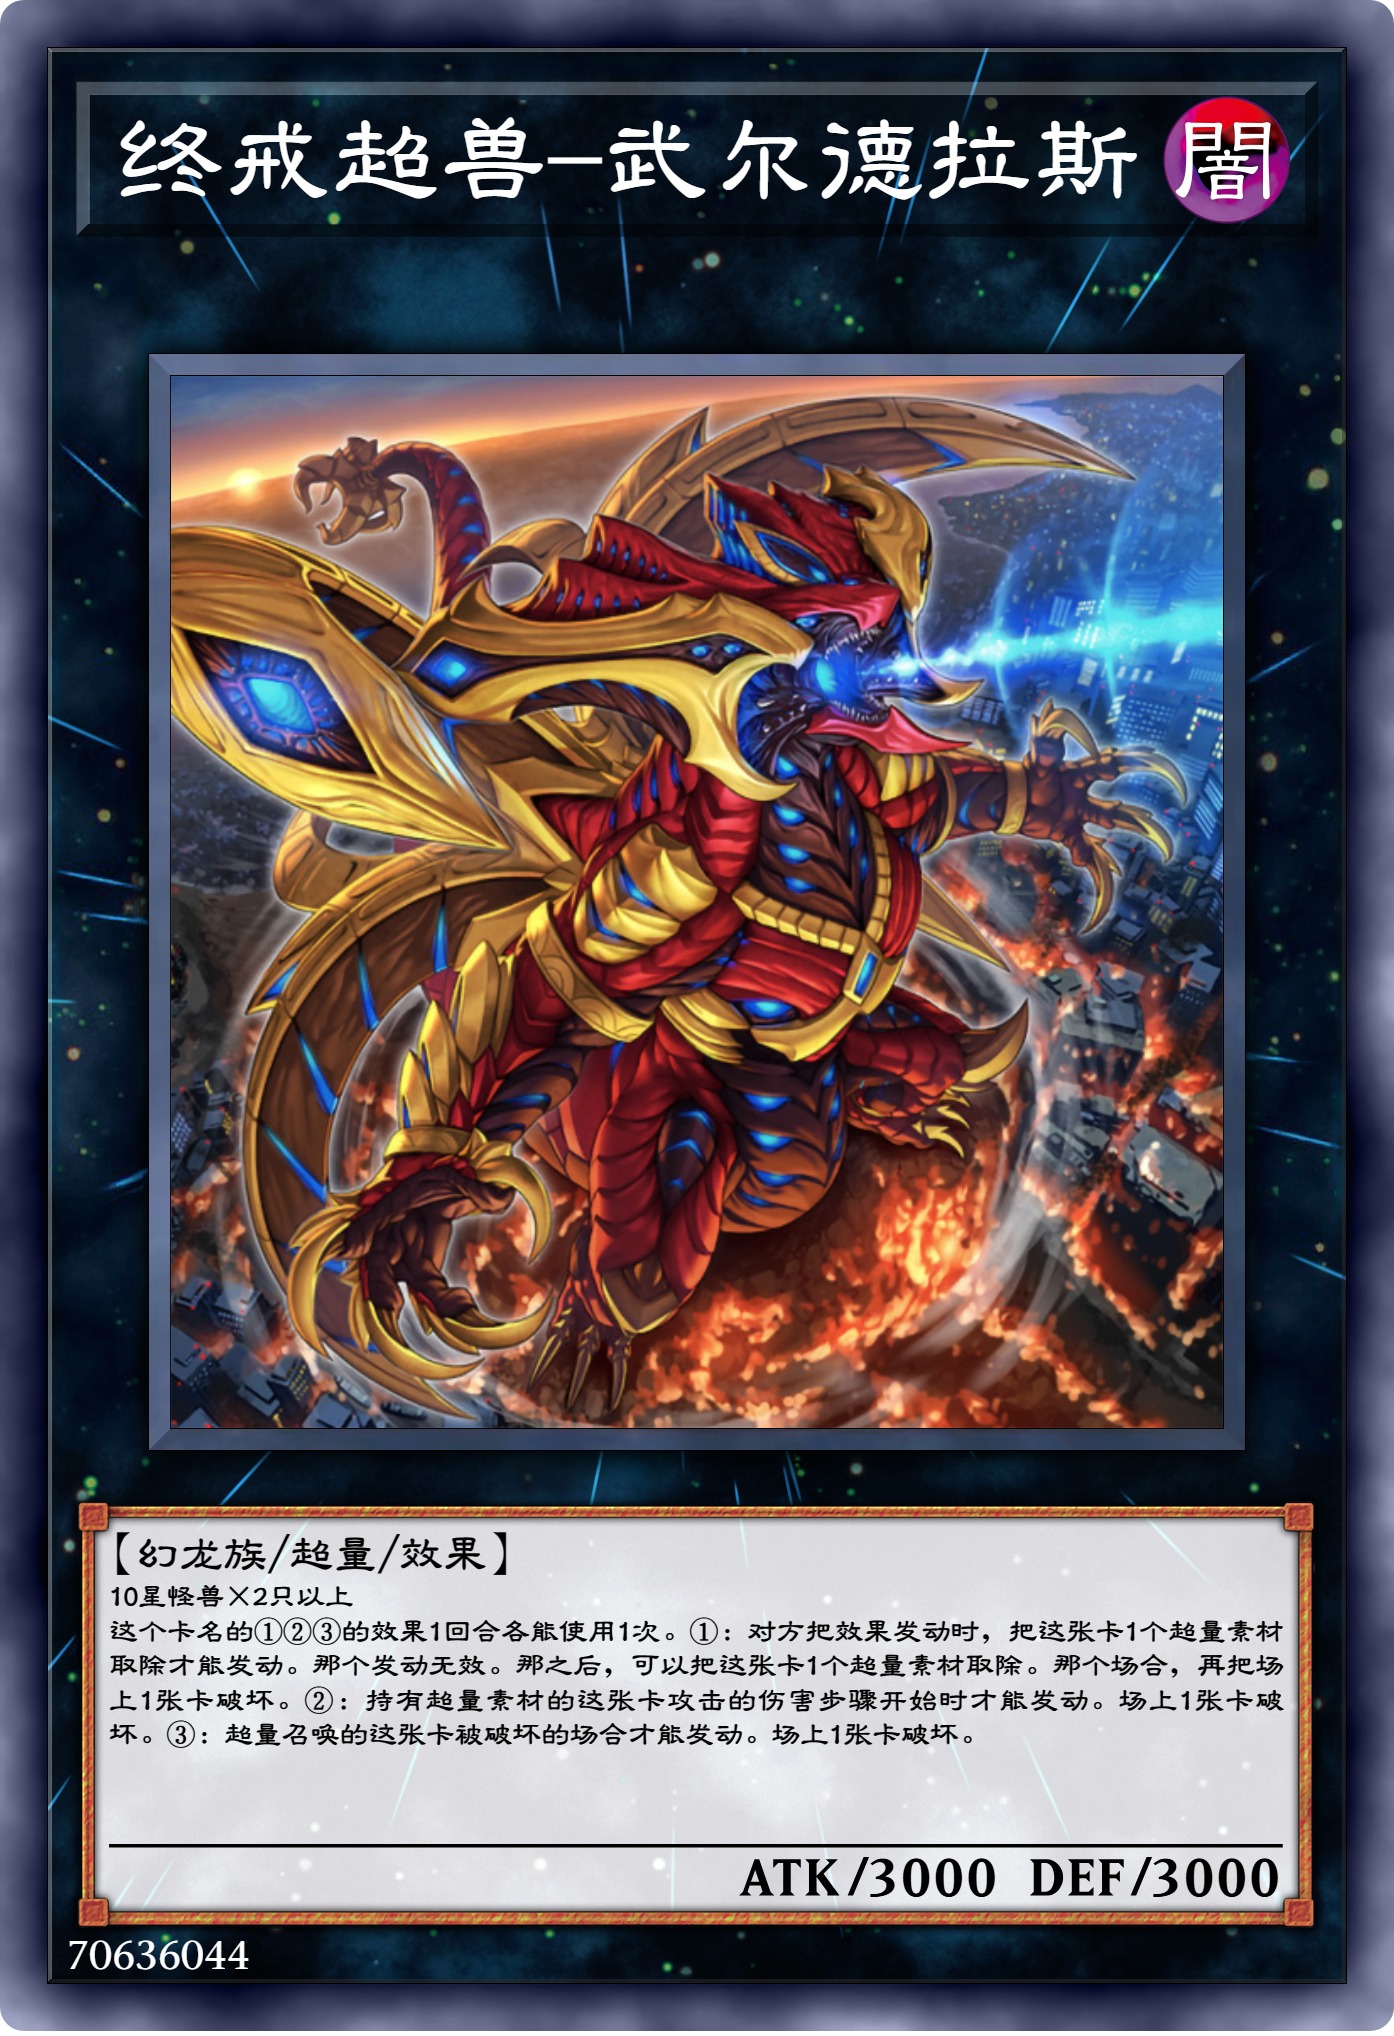 终戒超兽-武尔德拉斯 闇
【幻龙族/超量/效果】
10星怪兽×2只以上
这个卡名的①②③的效果1回合各能使用1次。①：对方把效果发动时，把这张卡1个超量素材
取除才能发动。那个发动无效。那之后，可以把这张卡1个超量素材取除。那个场合，再把场
上1张卡破坏。②：持有超量素材的这张卡攻击的伤害步骤开始时才能发动。场上1张卡破
坏。③：超量召唤的这张卡被破坏的场合才能发动。场上1张卡破坏。
ATK/3000 DEF/3000
70636044